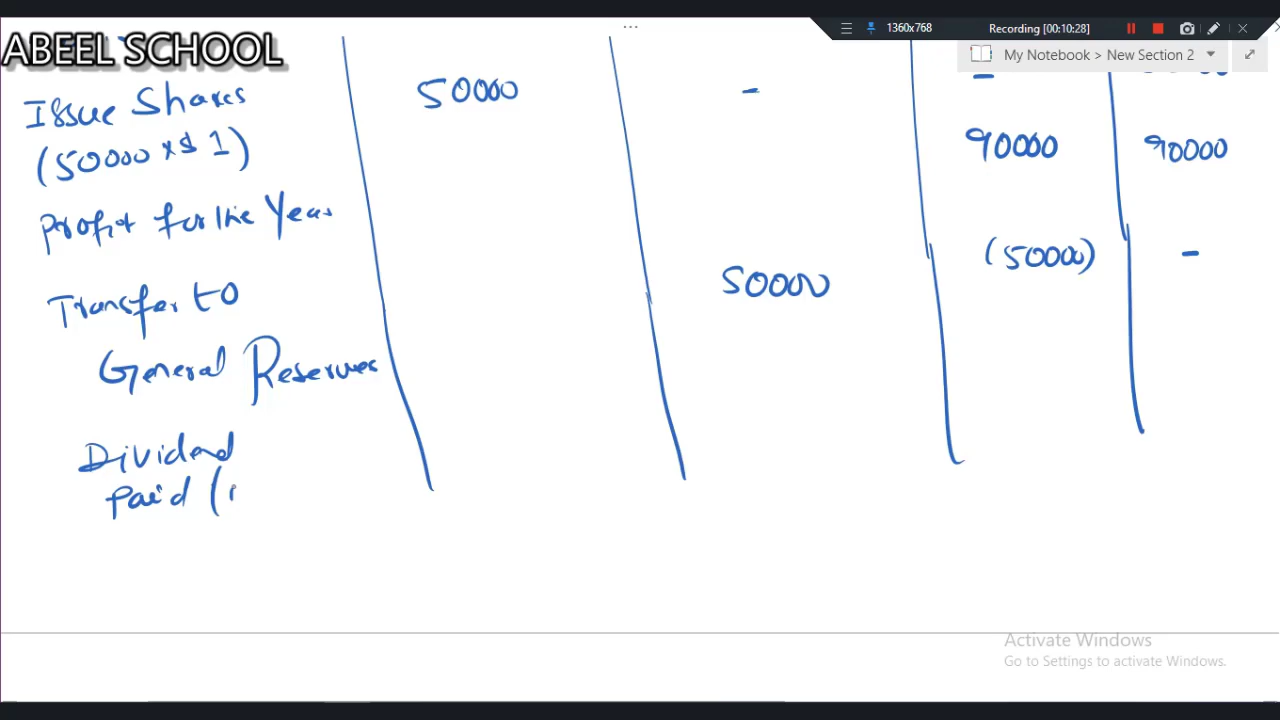 1360x768
Recording [00:10:28]
ABEEL SCHOOL
My Notebook > New Section 2
Issue Shares
50000
-
-
(50000 x $ 1)
90000
90000
Profit for the Year
(50000)
-
Transfer to
50000
General Reserves
Dividend
Paid (
Activate Windows
Go to Settings to activate Windows.